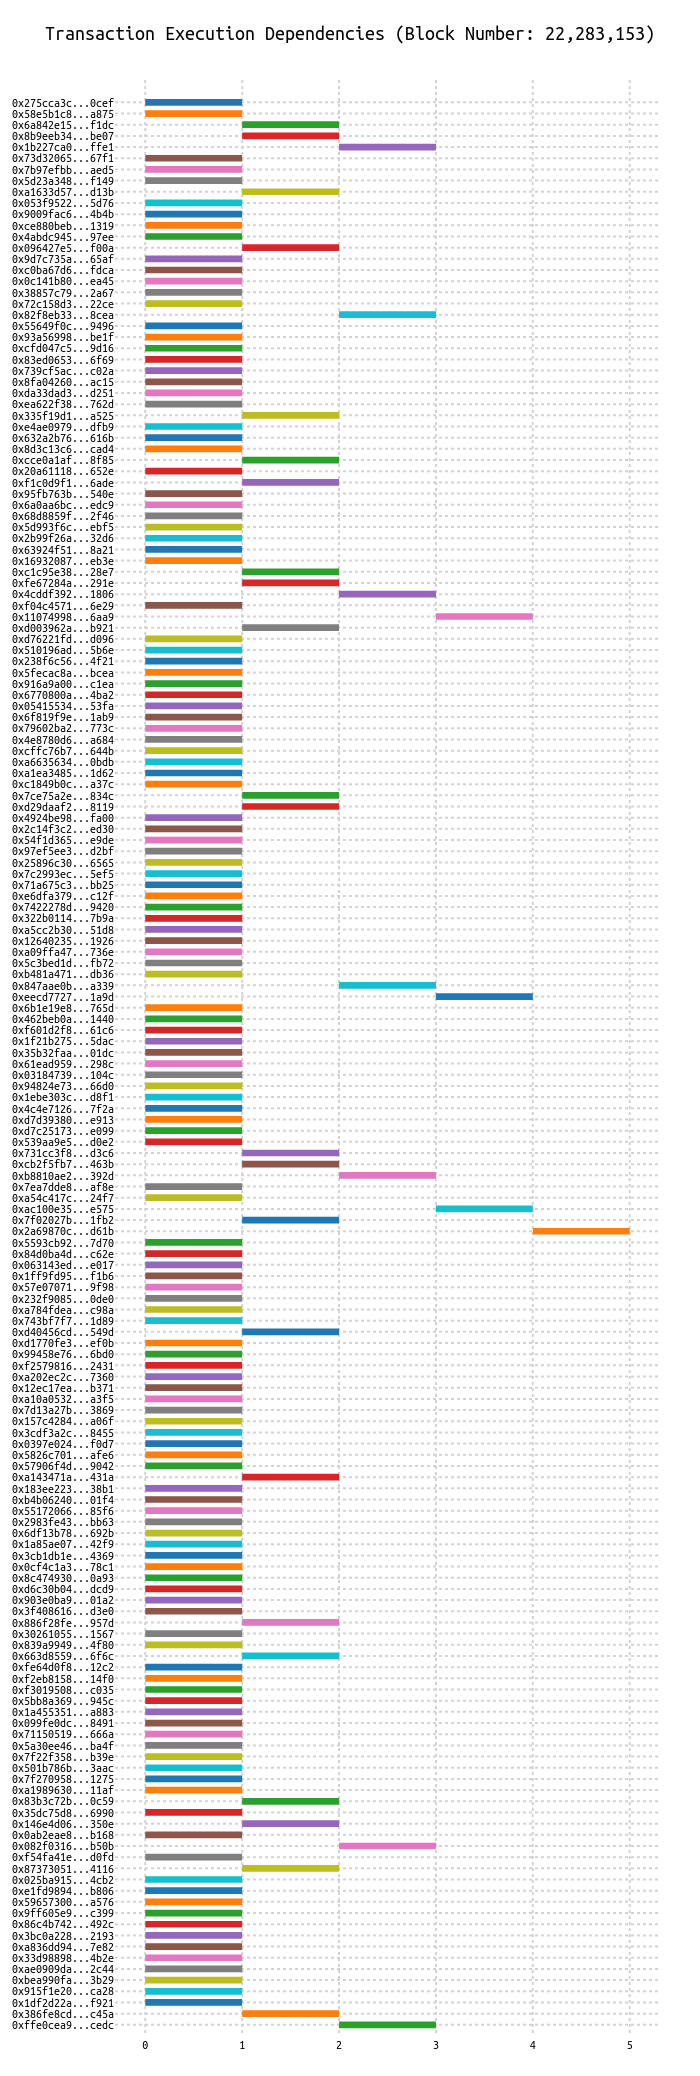 Transaction Execution Dependencies (Block Number: 22,283,153)
0x275cca3c...0cef
0x58e5b1c8...a875
0x6a842e15...f1dc
0x8b9eeb34...be07
0x1b227ca0...ffe1
0x73d32065...67f1
0x7b97efbb...aed5
0x5d23a348...f149
0xa1633d57...d13b
0x053f9522...5d76
0x9009fac6...4b4b
0xce880beb...1319
0x4abdc945...97ee
0x096427e5...f00a
0x9d7c735a...65af
0xc0ba67d6...fdca
0x0c141b80...ea45
0x38857c79...2a67
0x72c158d3...22ce
0x82f8eb33...8cea
0x55649f0c...9496
0x93a56998...be1f
0xcfd047c5...9d16
0x83ed0653...6f69
0x739cf5ac...c02a
0x8fa04260...ac15
0xda33dad3...d251
0xea622f38...762d
0x335f19d1...a525
0xe4ae0979...dfb9
0x632a2b76...616b
0x8d3c13c6...cad4
0xcce0a1af...8f85
0x20a61118...652e
0xf1c0d9f1...6ade
0x95fb763b...540e
0x6a0aa6bc...edc9
0x68d8859f...2f46
0x5d993f6c...ebf5
0x2b99f26a...32d6
0x63924f51...8a21
0x16932087...eb3e
0xc1c95e38...28e7
0xfe67284a...291e
0x4cddf392...1806
0xf04c4571...6e29
0x11074998...6aa9
0xd003962a...b921
0xd76221fd...d096
0x510196ad...5b6e
0x238f6c56...4f21
0x5fecac8a...bcea
0x916a9a00...c1ea
0x6770800a...4ba2
0x05415534...53fa
0x6f819f9e...1ab9
0x79602ba2...773c
0x4e8780d6...a684
0xcffc76b7...644b
0xa6635634...0bdb
0xa1ea3485...1d62
0xc1849b0c...a37c
0x7ce75a2e...834c
0xd29daaf2...8119
0x4924be98...fa00
0x2c14f3c2...ed30
0x54f1d365...e9de
0x97ef5ee3...d2bf
0x25896c30...6565
0x7c2993ec...5ef5
0x71a675c3...bb25
0xe6dfa379...c12f
0x7422278d...9420
0x322b0114...7b9a
0xa5cc2b30...51d8
0x12640235...1926
0xa09ffa47...736e
0x5c3bed1d...fb72
0xb481a471...db36
0x847aae0b...a339
0xeecd7727...1a9d
0x6b1e19e8...765d
0x462beb0a...1440
0xf601d2f8...61c6
0x1f21b275...5dac
0x35b32faa...01dc
0x61ead959...298c
0x03184739...104c
0x94824e73...66d0
0x1ebe303c...d8f1
0x4c4e7126...7f2a
0xd7d39380...e913
0xd7c25173...e099
0x539aa9e5...d0e2
0x731cc3f8...d3c6
0xcb2f5fb7...463b
0xb8810ae2...392d
0x7ea7dde8...af8e
0xa54c417c...24f7
0xac100e35...e575
0x7f02027b...1fb2
0x2a69870c...d61b
0x5593cb92...7d70
0x84d0ba4d...c62e
0x063143ed...e017
0x1ff9fd95...f1b6
0x57e07071...9f98
0x232f9085...0de0
0xa784fdea...c98a
0x743bf7f7...1d89
0xd40456cd...549d
0xd1770fe3...ef0b
0x99458e76...6bd0
0xf2579816...2431
0xa202ec2c...7360
0x12ec17ea...b371
0xa10a0532...a3f5
0x7d13a27b...3869
0x157c4284...a06f
0x3cdf3a2c...8455
0x0397e024...f0d7
0x5826c701...afe6
0x57906f4d...9042
0xa143471a...431a
0x183ee223...38b1
0xb4b06240...01f4
0x55172066...85f6
0x2983fe43...bb63
0x6df13b78...692b
0x1a85ae07...42f9
0x3cb1db1e...4369
0x0cf4c1a3...78c1
0x8c474930...0a93
0xd6c30b04...dcd9
0x903e0ba9...01a2
0x3f408616...d3e0
0x886f28fe...957d
0x30261055...1567
0x839a9949...4f80
0x663d8559...6f6c
0xfe64d0f8...12c2
0xf2eb8158...14f0
0xf3019508...c035
0x5bb8a369...945c
0x1a455351...a883
0x099fe0dc...8491
0x71150519...666a
0x5a30ee46...ba4f
0x7f22f358...b39e
0x501b786b...3aac
0x7f270958...1275
0xa1989630...11af
0x83b3c72b...0c59
0x35dc75d8...6990
0x146e4d06...350e
0x0ab2eae8...b168
0x082f0316...b50b
0xf54fa41e...d0fd
0x87373051...4116
0x025ba915...4cb2
0xe1fd9894...b806
0x59657300...a576
0x9ff605e9...c399
0x86c4b742...492c
0x3bc0a228...2193
0xa836dd94...7e82
0x33d98898...4b2e
0xae0909da...2c44
0xbea990fa...3b29
0x915f1e20...ca28
0x1df2d22a...f921
0x386fe8cd...c45a
0xffe0cea9...cedc
0 1 2 3 4 5